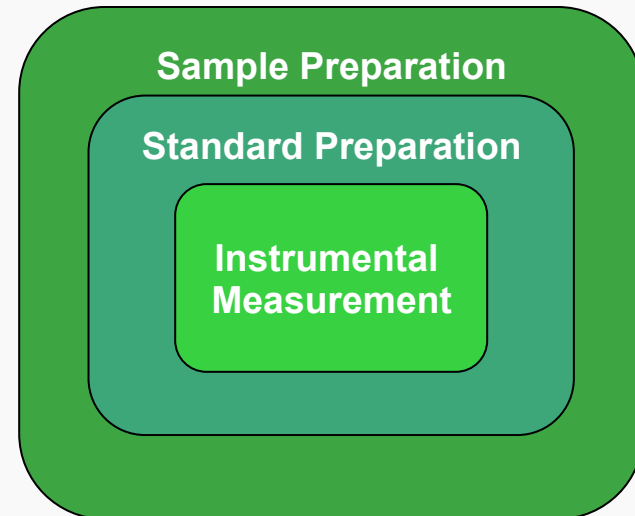 Sample Preparation
Standard Preparation
Instrumental
Measurement